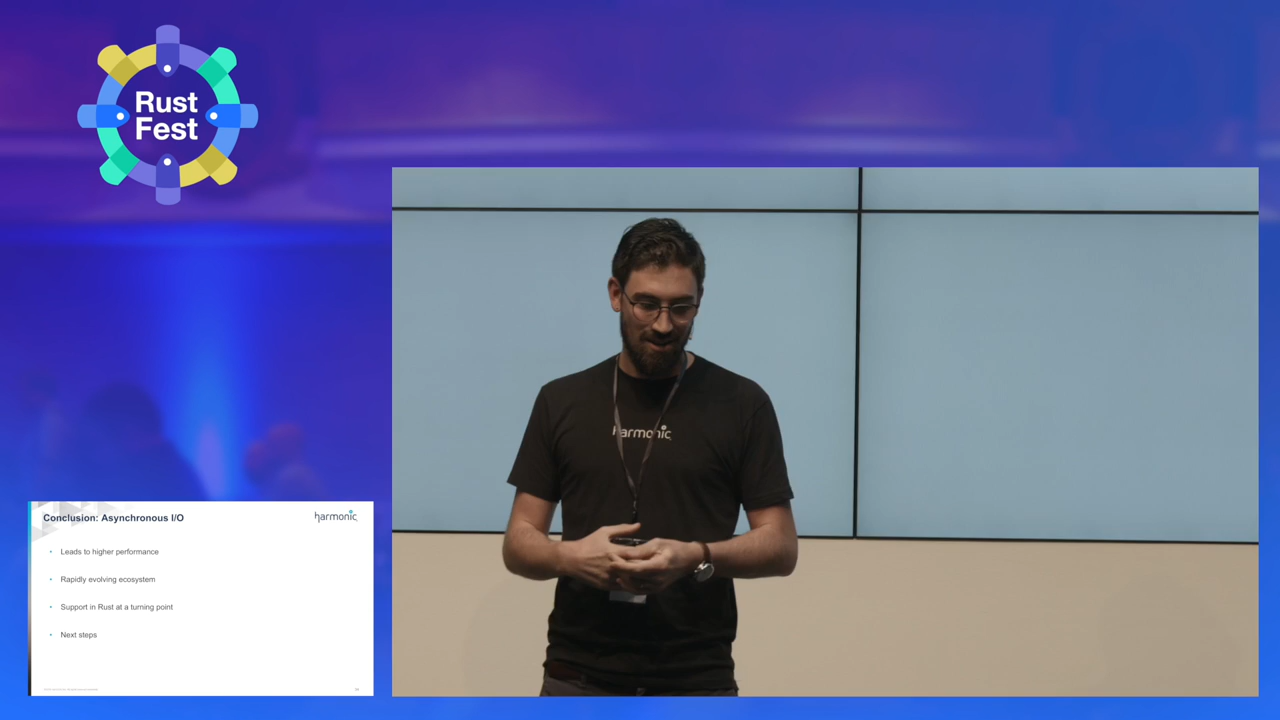 Rust
Fest
harmonic
Conclusion: Asynchronous I/O
harmonic
• Leads to higher performance
• Rapidly evolving ecosystem
• Support in Rust at a turning point
• Next steps